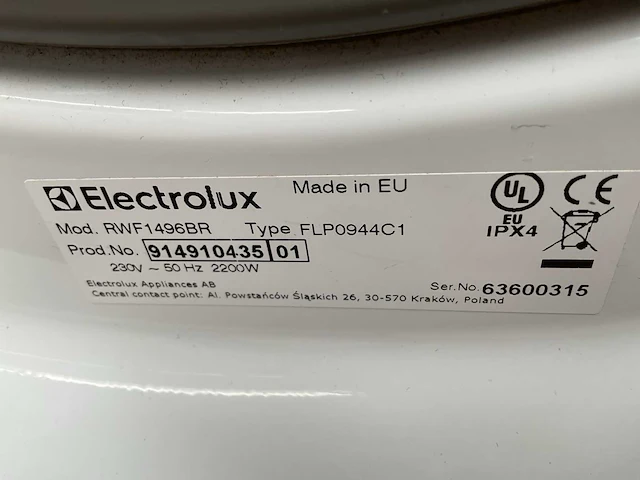 Electrolux Made in EU
Mod. RWF1496BR Type FLP0944C1
Prod.No. 914910435 01
230V ~ 50 Hz 2200W
Electrolux Appliances AB
Central contact point: Al. Powstańców Śląskich 26, 30-570 Kraków, Poland
UL CE
EU
IPX4
Ser.No. 63600315